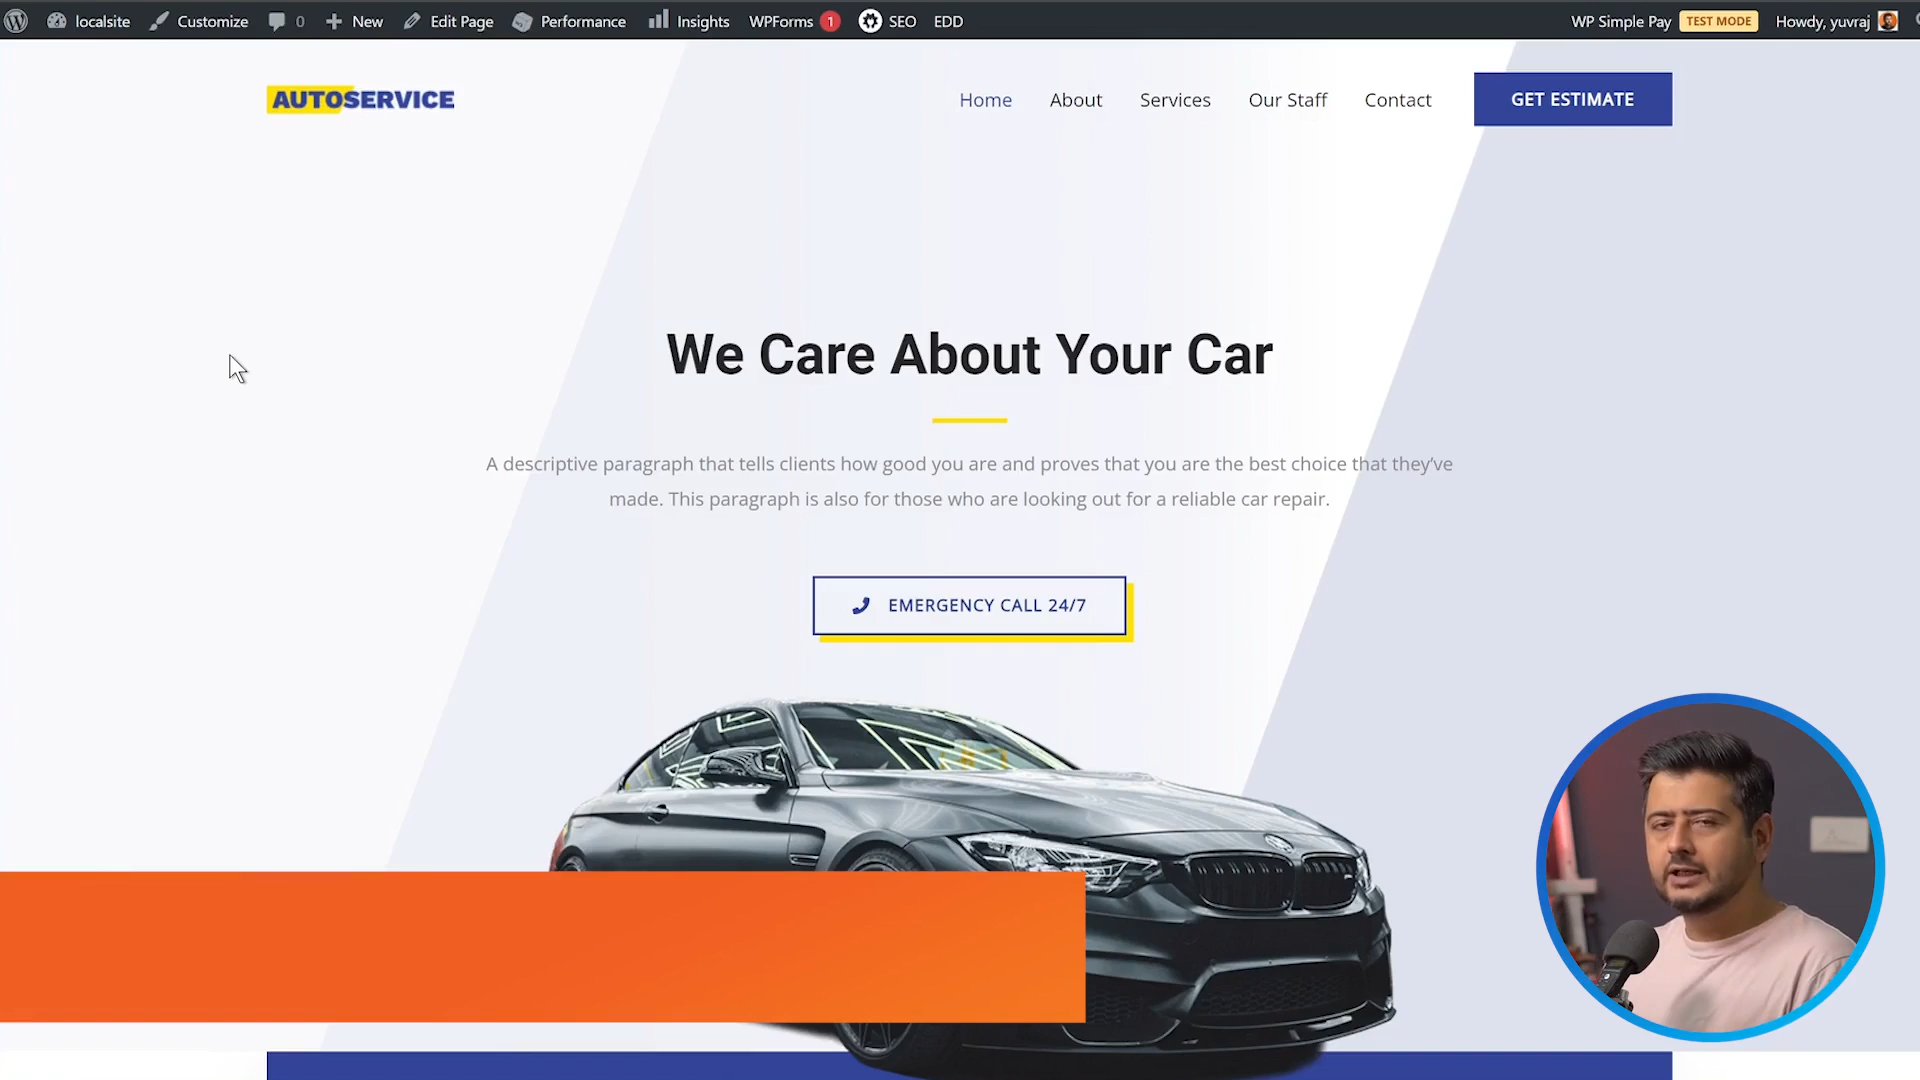 localsite Customize 0 New Edit Page Performance Insights WPForms 1 SEO EDD WP Simple Pay TEST MODE Howdy, yuvraj
AUTOSERVICE Home About Services Our Staff Contact GET ESTIMATE
We Care About Your Car
A descriptive paragraph that tells clients how good you are and proves that you are the best choice that they’ve
made. This paragraph is also for those who are looking out for a reliable car repair.
EMERGENCY CALL 24/7